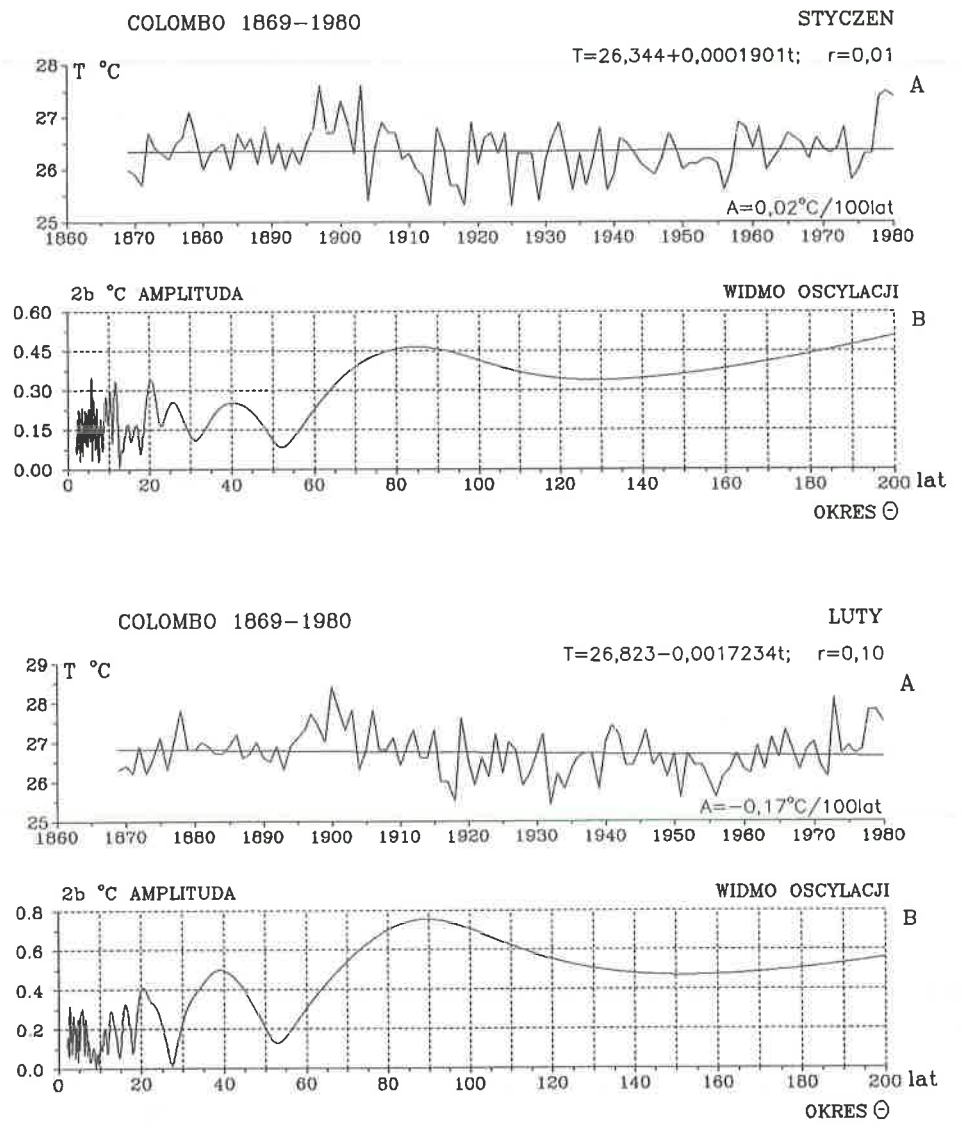 COLOMBO 1869-1980
STYCZEN
T=26,344+0,0001901t; r=0,01
28
T °C
A
27
26
25
A=0,02°C/100lat
1860 1870 1880 1890 1900 1910 1920 1930 1940 1950 1960 1970 1980
2b °C AMPLITUDA
WIDMO OSCYLACJI
B
0.60
0.45
0.30
0.15
0.00
0 20 40 60 80 100 120 140 160 180 200 lat
OKRES Θ
COLOMBO 1869-1980
LUTY
T=26,823-0,0017234t; r=0,10
29
T °C
A
28
27
26
25
A=-0,17°C/100lat
1860 1870 1880 1890 1900 1910 1920 1930 1940 1950 1960 1970 1980
2b °C AMPLITUDA
WIDMO OSCYLACJI
B
0.8
0.6
0.4
0.2
0.0
0 20 40 60 80 100 120 140 160 180 200 lat
OKRES Θ